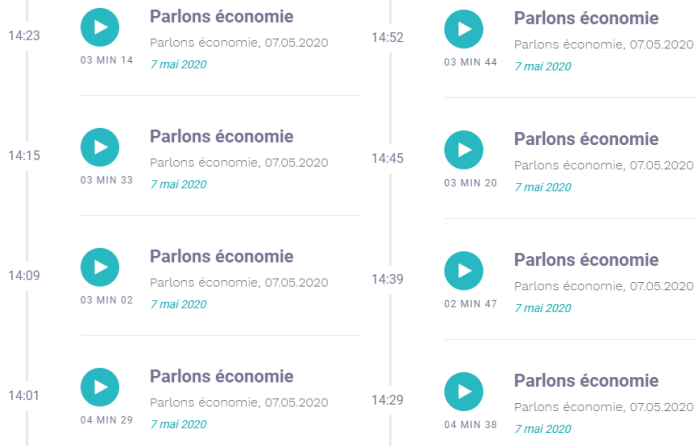 14:23
Parlons économie
Parlons économie, 07.05.2020
03 MIN 14
7 mai 2020
14:15
Parlons économie
Parlons économie, 07.05.2020
03 MIN 33
7 mai 2020
14:09
Parlons économie
Parlons économie, 07.05.2020
03 MIN 02
7 mai 2020
14:01
Parlons économie
Parlons économie, 07.05.2020
04 MIN 29
7 mai 2020
14:52
Parlons économie
Parlons économie, 07.05.2020
03 MIN 44
7 mai 2020
14:45
Parlons économie
Parlons économie, 07.05.2020
03 MIN 20
7 mai 2020
14:39
Parlons économie
Parlons économie, 07.05.2020
02 MIN 47
7 mai 2020
14:29
Parlons économie
Parlons économie, 07.05.2020
04 MIN 38
7 mai 2020